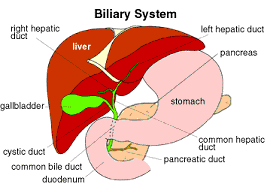 Biliary System
right hepatic
duct
left hepatic
duct
liver
pancreas
gallbladder
stomach
cystic duct
common bile duct
duodenum
pancreatic duct
common hepatic
duct